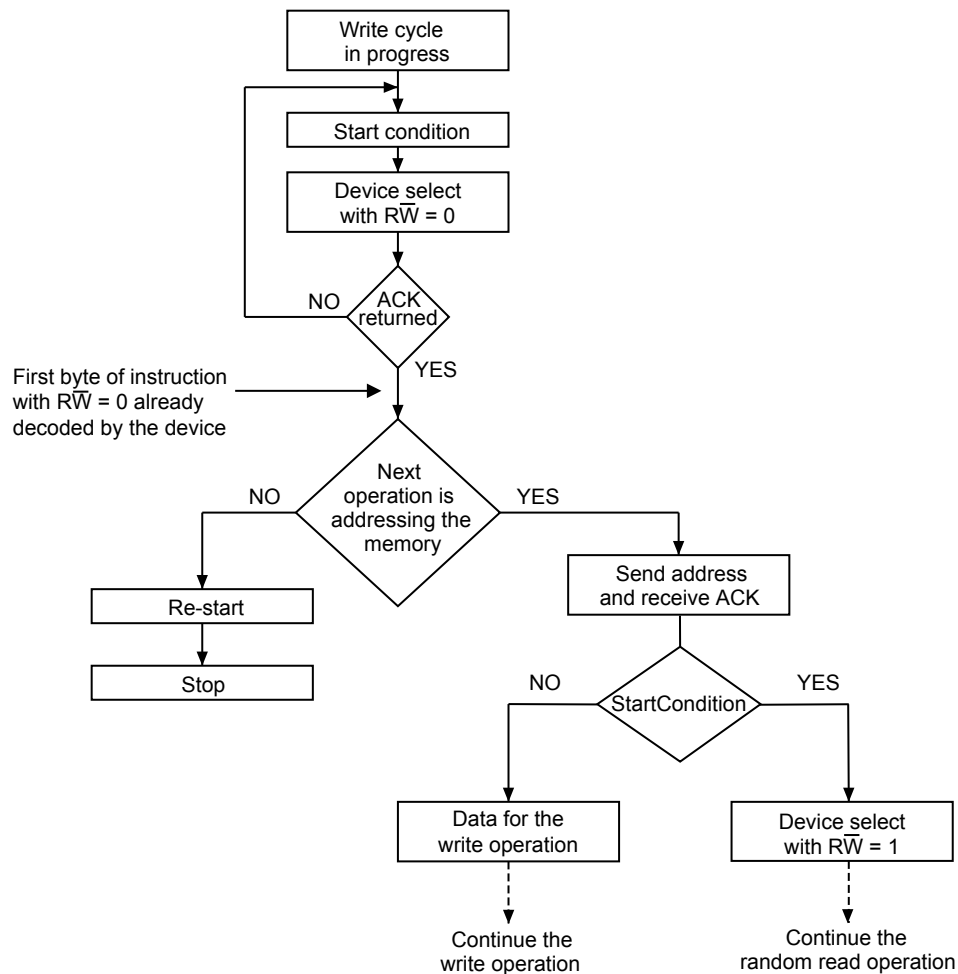 Write cycle
in progress
Start condition
Device select
with RW̅ = 0
NO
ACK
returned
YES
First byte of instruction
with RW̅ = 0 already
decoded by the device
Next
operation is
addressing the
memory
NO
YES
Re-start
Stop
Send address
and receive ACK
StartCondition
NO
YES
Data for the
write operation
Device select
with RW̅ = 1
Continue the
write operation
Continue the
random read operation